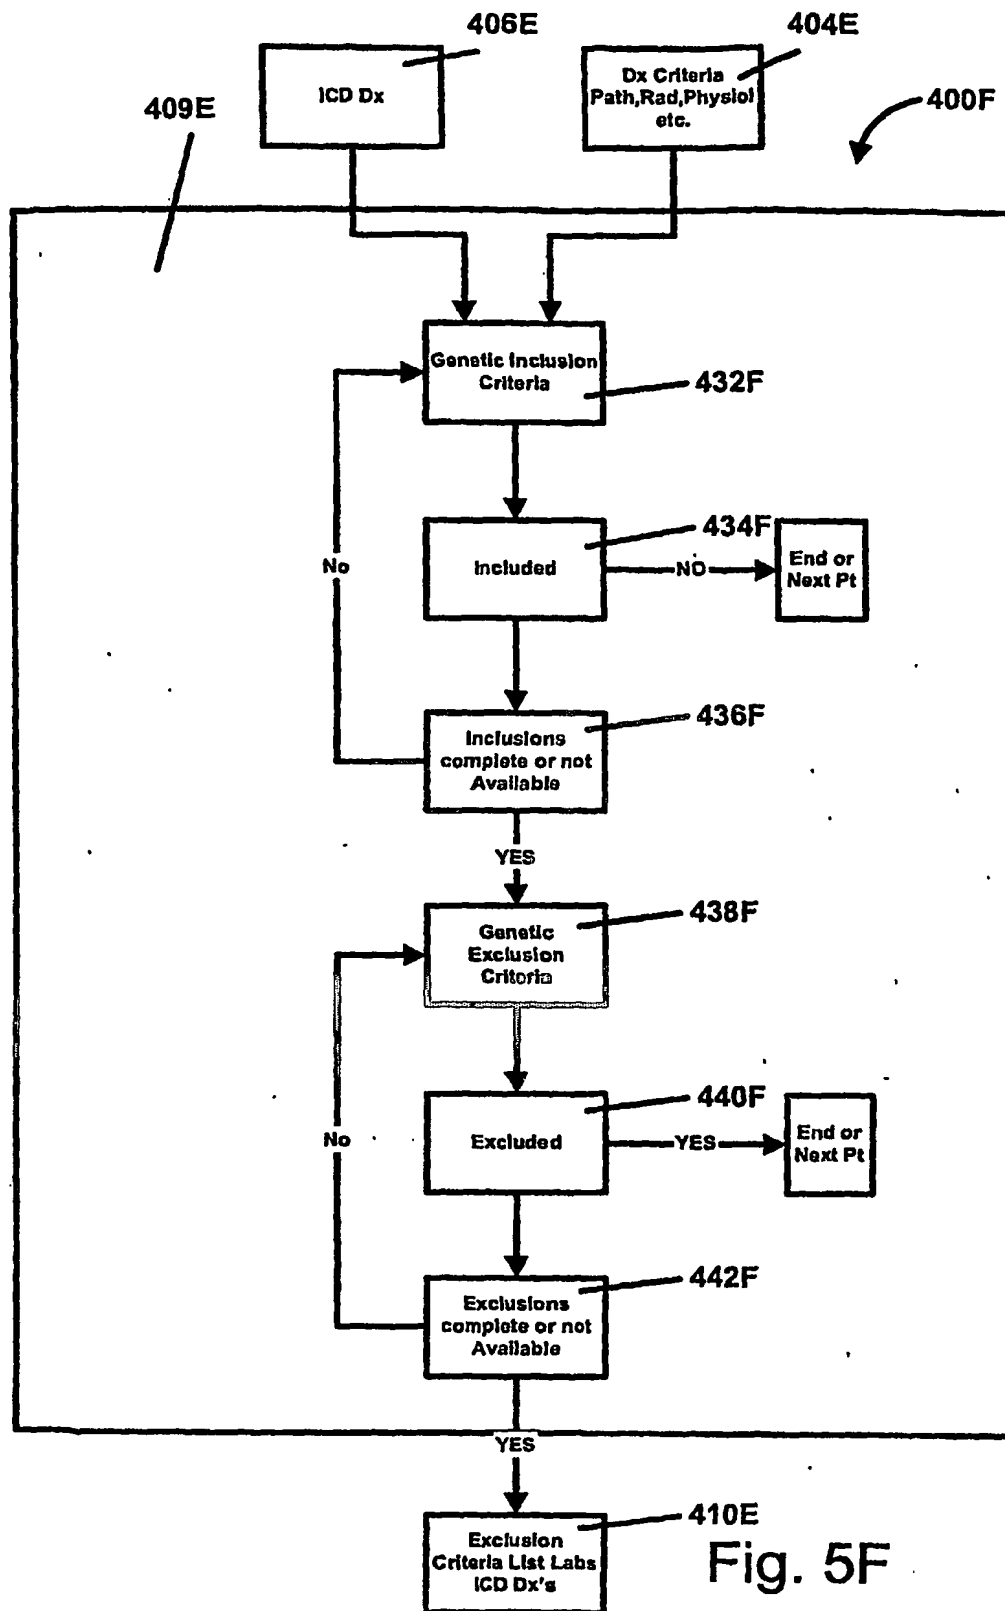 406E
404E
ICD Dx
Dx Criteria
Path,Rad,Physiol
etc.
409E
400F
Genetic Inclusion
Criteria
432F
434F
Included
NO
End or
Next Pt
No
436F
Inclusions
complete or not
Available
YES
438F
Genetic
Exclusion
Criteria
440F
Excluded
YES
End or
Next Pt
No
442F
Exclusions
complete or not
Available
YES
410E
Exclusion
Criteria List Labs
ICD Dx's
Fig. 5F